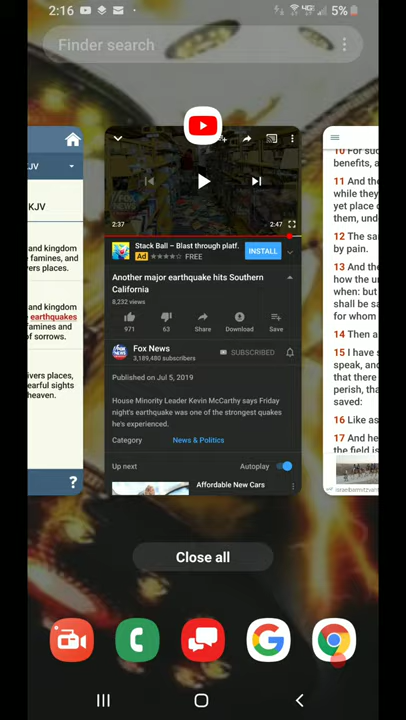 2:16
5%
Finder search
KJV
KJV
and kingdom
famines, and
vers places.
and kingdom
earthquakes
amines and
of sorrows.
ivers places,
earful sights
heaven.
?
2:37
2:47
Stack Ball – Blast through platf.
Ad
FREE
INSTALL
Another major earthquake hits Southern
California
8,232 views
971
63
Share
Download
Save
Fox News
3,189,480 subscribers
SUBSCRIBED
Published on Jul 5, 2019
House Minority Leader Kevin McCarthy says Friday
night's earthquake was one of the strongest quakes
he's experienced.
Category
News & Politics
Up next
Autoplay
Affordable New Cars
10 For suc
benefits, a
11 And the
while they
yet place o
them, und
12 The sa
by pain.
13 And the
how the u
when: but
shall be sa
for whom
14 Then a
15 I have s
speak, and
that there
perish, tha
saved:
16 Like as
17 And he
the field is
Close all